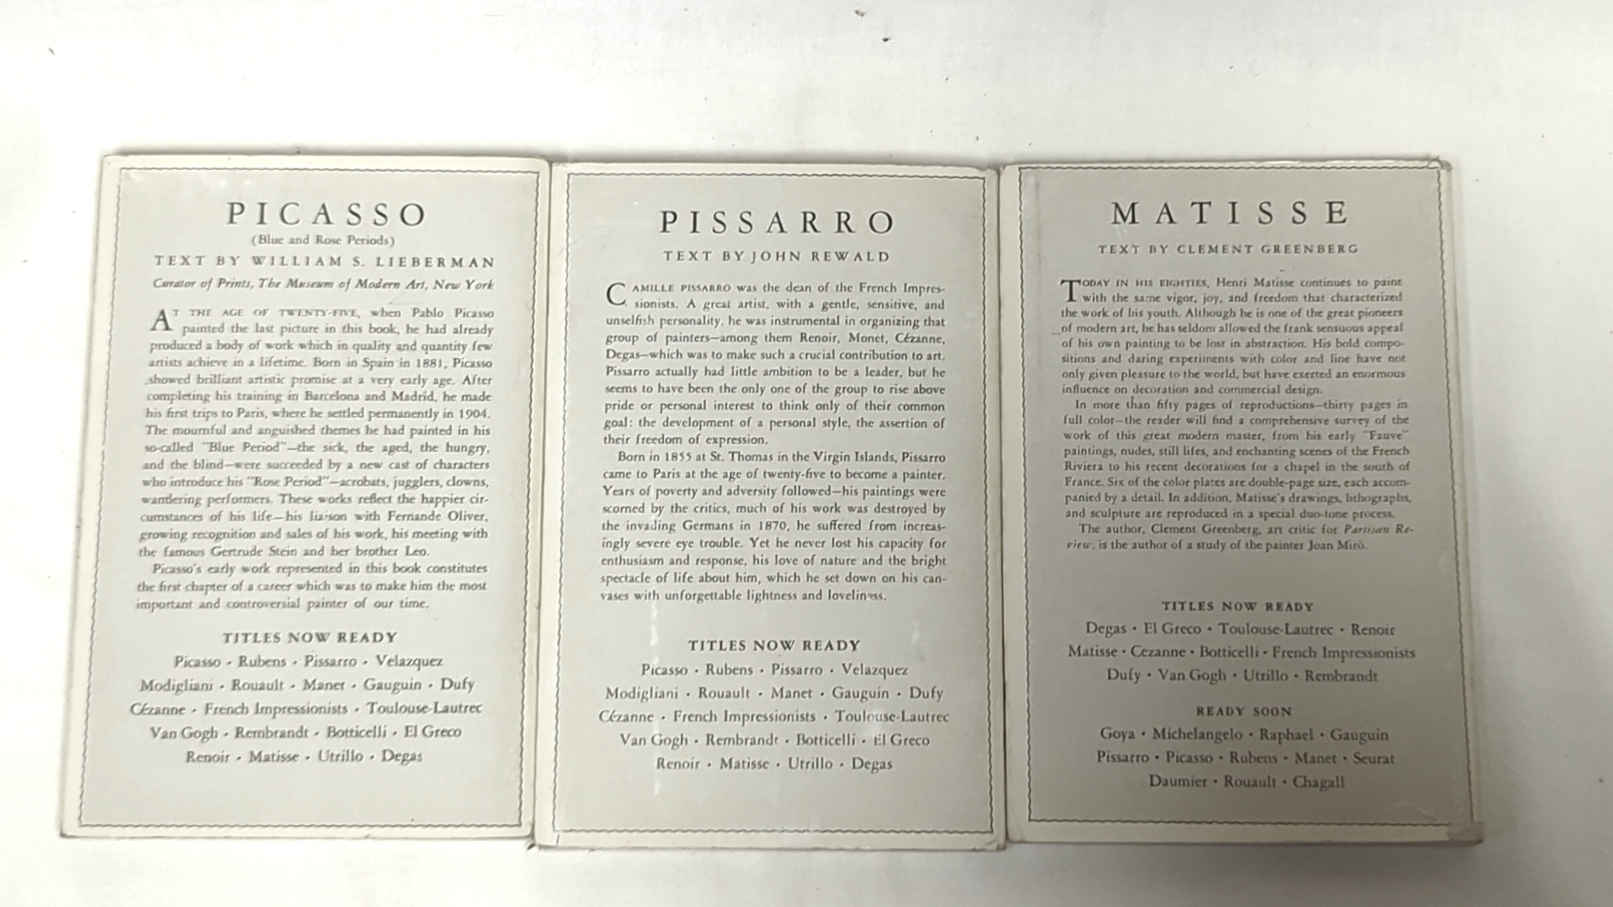 PICASSO
(Blue and Rose Periods)
TEXT BY WILLIAM S. LIEBERMAN
Curator of Prints, The Museum of Modern Art, New York
AT THE AGE OF TWENTY-FIVE, when Pablo Picasso
painted the last picture in this book, he had already
produced a body of work which in quality and quantity few
artists achieve in a lifetime. Born in Spain in 1881, Picasso
showed brilliant artistic promise at a very early age. After
completing his training in Barcelona and Madrid, he made
his first trips to Paris, where he settled permanently in 1904.
The mournful and anguished themes he had painted in his
so-called "Blue Period"—the sick, the aged, the hungry,
and the blind—were succeeded by a new cast of characters
who introduce his "Rose Period"—acrobats, jugglers, clowns,
wandering performers. These works reflect the happier cir-
cumstances of his life—his liaison with Fernande Oliver,
growing recognition and sales of his work, his meeting with
the famous Gertrude Stein and her brother Leo.
Picasso's early work represented in this book constitutes
the first chapter of a career which was to make him the most
important and controversial painter of our time.
TITLES NOW READY
Picasso • Rubens • Pissarro • Velazquez
Modigliani • Rouault • Manet • Gauguin • Dufy
Cézanne • French Impressionists • Toulouse-Lautrec
Van Gogh • Rembrandt • Botticelli • El Greco
Renoir • Matisse • Utrillo • Degas
PISSARRO
TEXT BY JOHN REWALD
CAMILLE PISSARRO was the dean of the French Impres-
sionists. A great artist, with a gentle, sensitive, and
unselfish personality, he was instrumental in organizing that
group of painters—among them Renoir, Monet, Cézanne,
Degas—which was to make such a crucial contribution to art.
Pissarro actually had little ambition to be a leader, but he
seems to have been the only one of the group to rise above
pride or personal interest to think only of their common
goal: the development of a personal style, the assertion of
their freedom of expression.
Born in 1855 at St. Thomas in the Virgin Islands, Pissarro
came to Paris at the age of twenty-five to become a painter.
Years of poverty and adversity followed—his paintings were
scorned by the critics, much of his work was destroyed by
the invading Germans in 1870, he suffered from increas-
ingly severe eye trouble. Yet he never lost his capacity for
enthusiasm and response, his love of nature and the bright
spectacle of life about him, which he set down on his can-
vases with unforgettable lightness and loveliness.
TITLES NOW READY
Picasso • Rubens • Pissarro • Velazquez
Modigliani • Rouault • Manet • Gauguin • Dufy
Cézanne • French Impressionists • Toulouse-Lautrec
Van Gogh • Rembrandt • Botticelli • El Greco
Renoir • Matisse • Utrillo • Degas
MATISSE
TEXT BY CLEMENT GREENBERG
TODAY IN HIS EIGHTIES, Henri Matisse continues to paint
with the same vigor, joy, and freedom that characterized
the work of his youth. Although he is one of the great pioneers
of modern art, he has seldom allowed the frank sensuous appeal
of his own painting to be lost in abstraction. His bold compo-
sitions and daring experiments with color and line have not
only given pleasure to the world, but have exerted an enormous
influence on decoration and commercial design.
In more than fifty pages of reproductions—thirty pages in
full color—the reader will find a comprehensive survey of the
work of this great modern master, from his early "Fauve"
paintings, nudes, still lifes, and enchanting scenes of the French
Riviera to his recent decorations for a chapel in the south of
France. Six of the color plates are double-page size, each accom-
panied by a detail. In addition, Matisse's drawings, lithographs,
and sculpture are reproduced in a special duo-tone process.
The author, Clement Greenberg, art critic for Partisan Re-
view, is the author of a study of the painter Joan Miró.
TITLES NOW READY
Degas • El Greco • Toulouse-Lautrec • Renoir
Matisse • Cezanne • Botticelli • French Impressionists
Dufy • Van Gogh • Utrillo • Rembrandt
READY SOON
Goya • Michelangelo • Raphael • Gauguin
Pissarro • Picasso • Rubens • Manet • Seurat
Daumier • Rouault • Chagall